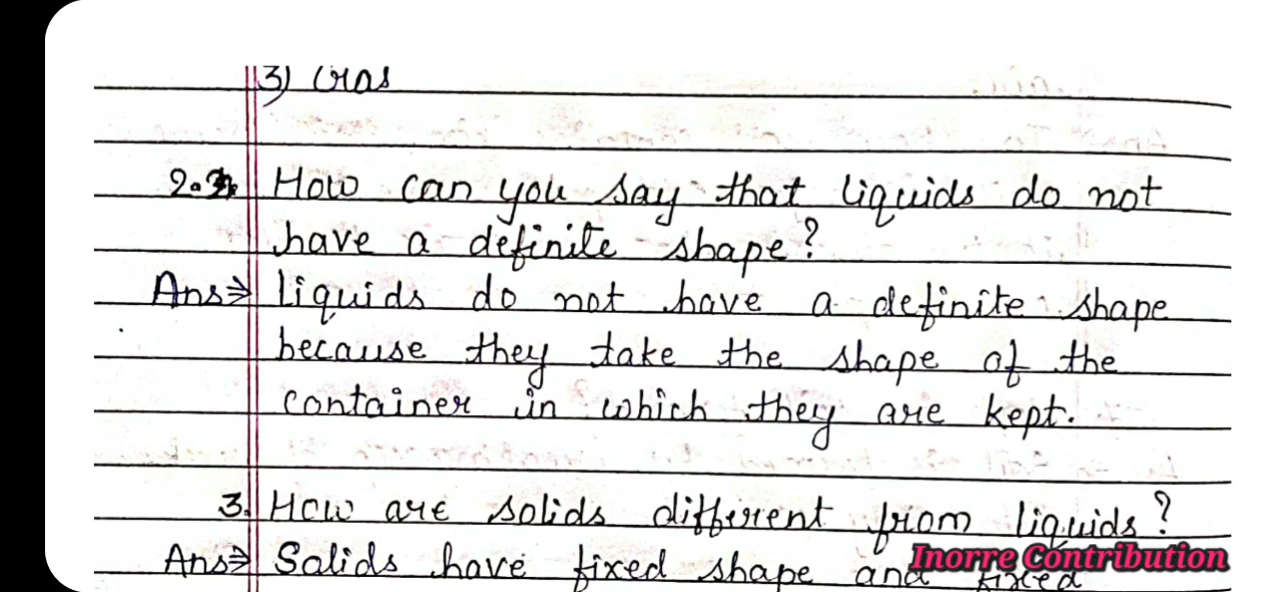 3) Gas
2. How can you say that liquids do not
have a definite shape?
Ans⇒ liquids do not have a definite shape
because they take the shape of the
container in which they are kept.
3. How are solids different from liquids?
Ans⇒ Solids have fixed shape and fixed
Inorre Contribution